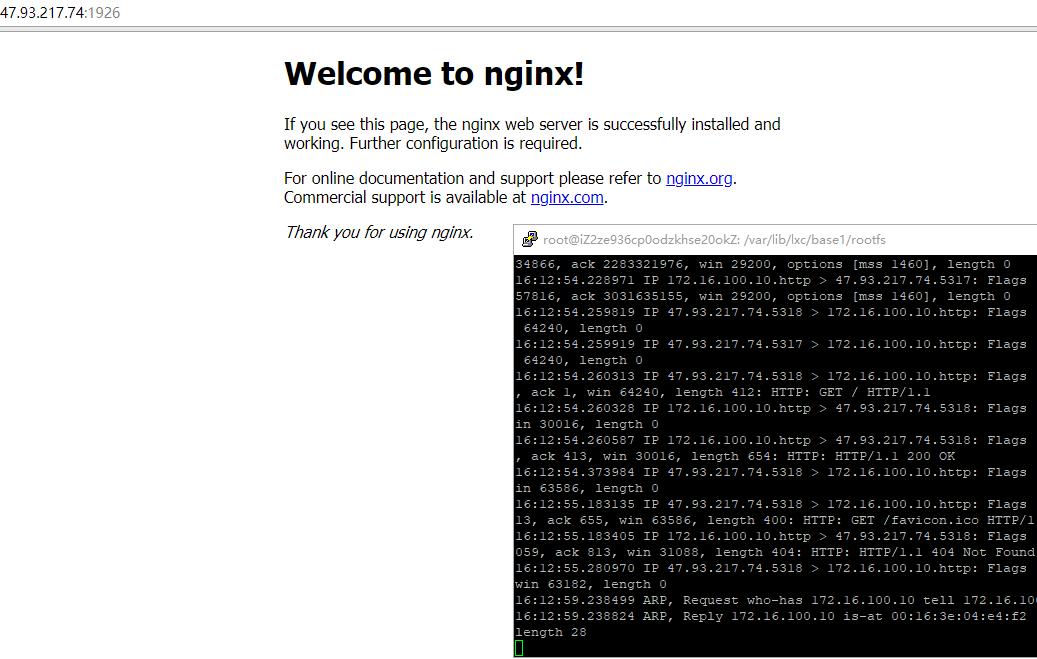 47.93.217.74:1926
Welcome to nginx!
If you see this page, the nginx web server is successfully installed and
working. Further configuration is required.
For online documentation and support please refer to nginx.org.
Commercial support is available at nginx.com.
Thank you for using nginx.
root@iZ2ze936cp0odzkhse20okZ: /var/lib/lxc/base1/rootfs
34866, ack 2283321976, win 29200, options [mss 1460], length 0
16:12:54.228971 IP 172.16.100.10.http > 47.93.217.74.5317: Flags
57816, ack 3031635155, win 29200, options [mss 1460], length 0
16:12:54.259819 IP 47.93.217.74.5318 > 172.16.100.10.http: Flags
64240, length 0
16:12:54.259919 IP 47.93.217.74.5317 > 172.16.100.10.http: Flags
64240, length 0
16:12:54.260313 IP 47.93.217.74.5318 > 172.16.100.10.http: Flags
, ack 1, win 64240, length 412: HTTP: GET / HTTP/1.1
16:12:54.260328 IP 172.16.100.10.http > 47.93.217.74.5318: Flags
in 30016, length 0
16:12:54.260587 IP 172.16.100.10.http > 47.93.217.74.5318: Flags
, ack 413, win 30016, length 654: HTTP: HTTP/1.1 200 OK
16:12:54.373984 IP 47.93.217.74.5318 > 172.16.100.10.http: Flags
in 63586, length 0
16:12:55.183135 IP 47.93.217.74.5318 > 172.16.100.10.http: Flags
13, ack 655, win 63586, length 400: HTTP: GET /favicon.ico HTTP/1
16:12:55.183405 IP 172.16.100.10.http > 47.93.217.74.5318: Flags
059, ack 813, win 31088, length 404: HTTP: HTTP/1.1 404 Not Found
16:12:55.280970 IP 47.93.217.74.5318 > 172.16.100.10.http: Flags
win 63182, length 0
16:12:59.238499 ARP, Request who-has 172.16.100.10 tell 172.16.10
16:12:59.238824 ARP, Reply 172.16.100.10 is-at 00:16:3e:04:e4:f2
length 28